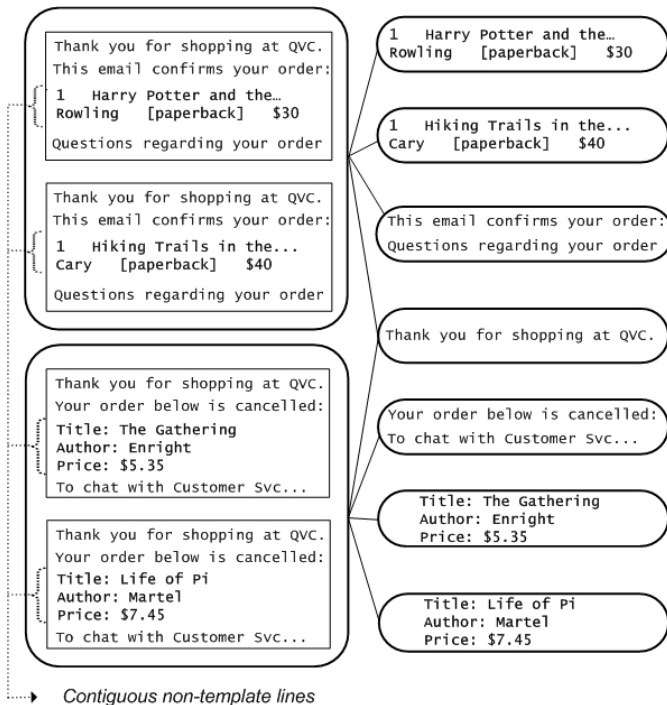 Thank you for shopping at QVC.
This email confirms your order:
1 Harry Potter and the…
Rowling [paperback] $30
Questions regarding your order
Thank you for shopping at QVC.
This email confirms your order:
1 Hiking Trails in the...
Cary [paperback] $40
Questions regarding your order
Thank you for shopping at QVC.
Your order below is cancelled:
Title: The Gathering
Author: Enright
Price: $5.35
To chat with Customer Svc...
Thank you for shopping at QVC.
Your order below is cancelled:
Title: Life of Pi
Author: Martel
Price: $7.45
To chat with Customer Svc...
Contiguous non-template lines
1 Harry Potter and the…
Rowling [paperback] $30
1 Hiking Trails in the...
Cary [paperback] $40
This email confirms your order:
Questions regarding your order
Thank you for shopping at QVC.
Your order below is cancelled:
To chat with Customer Svc...
Title: The Gathering
Author: Enright
Price: $5.35
Title: Life of Pi
Author: Martel
Price: $7.45